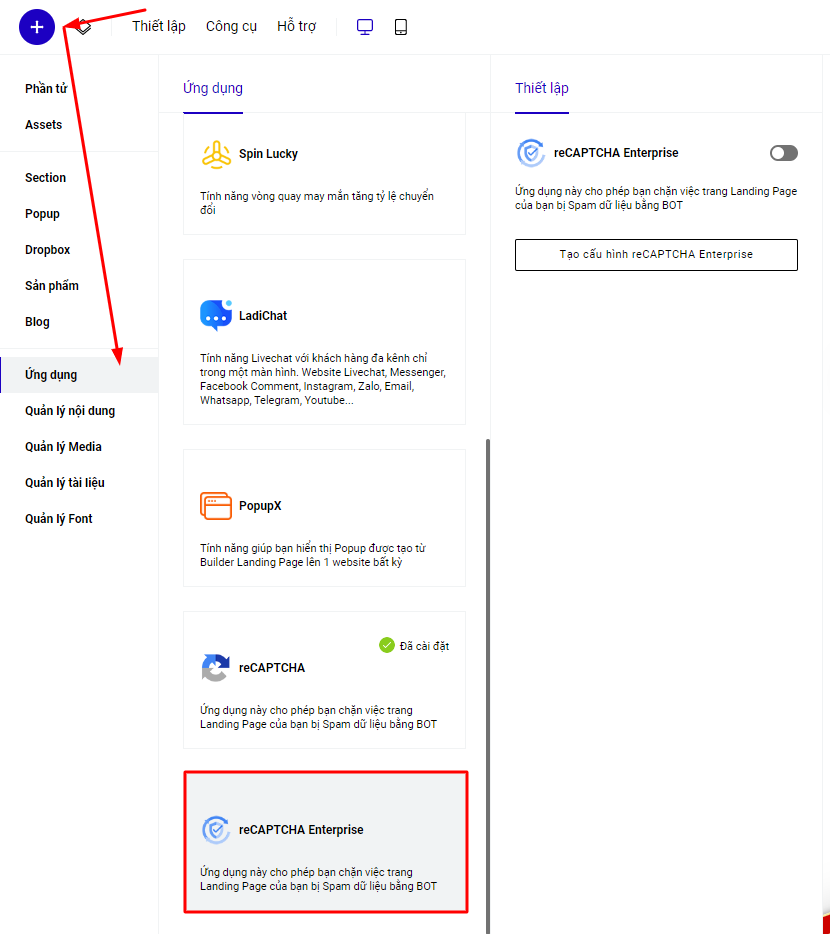 Thiết lập Công cụ Hỗ trợ
Phần tử
Assets
Section
Popup
Dropbox
Sản phẩm
Blog
Ứng dụng
Quản lý nội dung
Quản lý Media
Quản lý tài liệu
Quản lý Font
Ứng dụng
Spin Lucky
Tính năng vòng quay may mắn tăng tỷ lệ chuyển
đổi
LadiChat
Tính năng Livechat với khách hàng đa kênh chỉ
trong một màn hình. Website Livechat, Messenger,
Facebook Comment, Instagram, Zalo, Email,
Whatsapp, Telegram, Youtube...
PopupX
Tính năng giúp bạn hiển thị Popup được tạo từ
Builder Landing Page lên 1 website bất kỳ
Đã cài đặt
reCAPTCHA
Ứng dụng này cho phép bạn chặn việc trang
Landing Page của bạn bị Spam dữ liệu bằng BOT
reCAPTCHA Enterprise
Ứng dụng này cho phép bạn chặn việc trang
Landing Page của bạn bị Spam dữ liệu bằng BOT
Thiết lập
reCAPTCHA Enterprise
Ứng dụng này cho phép bạn chặn việc trang Landing Page
của bạn bị Spam dữ liệu bằng BOT
Tạo cấu hình reCAPTCHA Enterprise